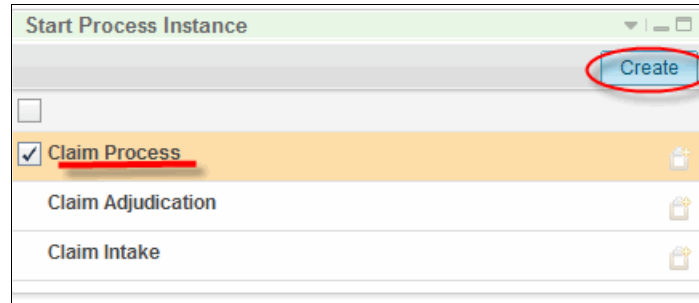 Start Process Instance
Create
Claim Process
Claim Adjudication
Claim Intake